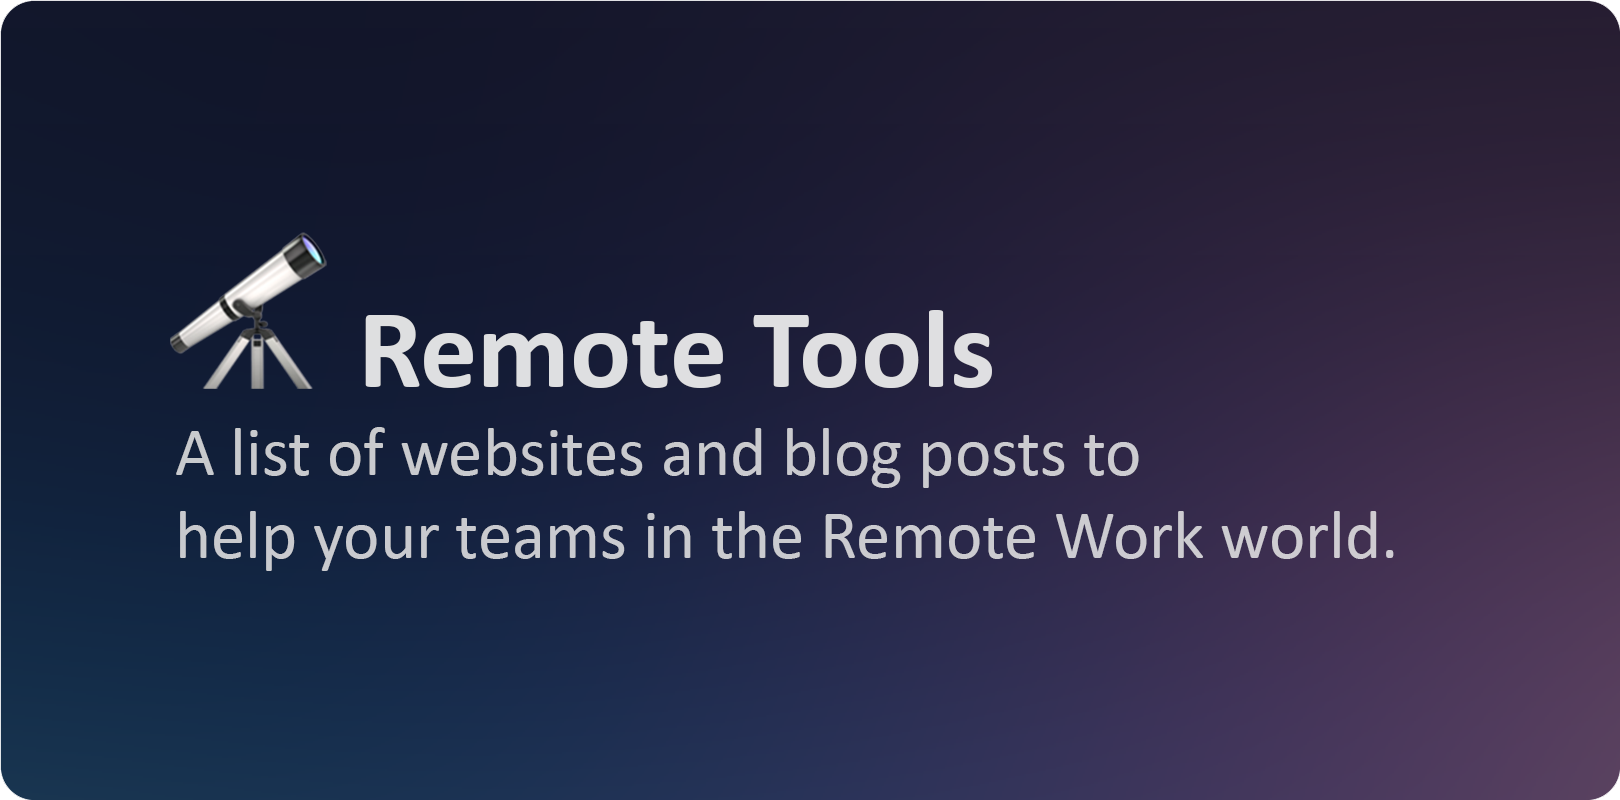 Remote Tools
A list of websites and blog posts to
help your teams in the Remote Work world.